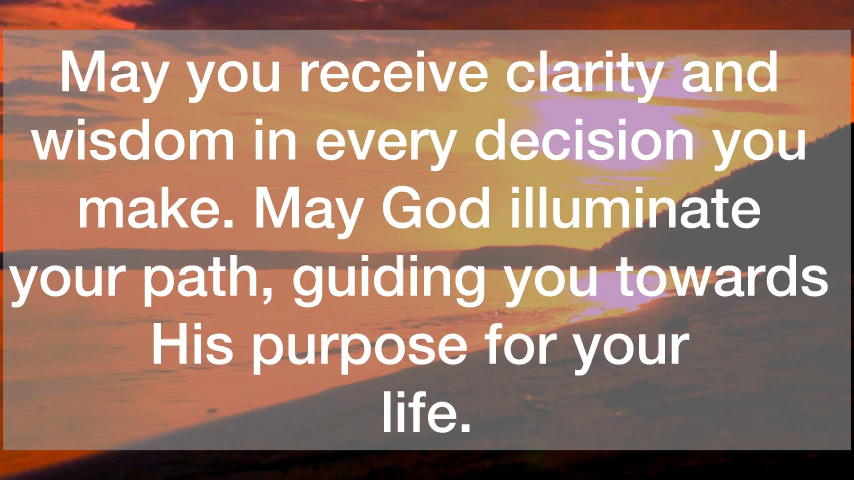 May you receive clarity and
wisdom in every decision you
make. May God illuminate
your path, guiding you towards
His purpose for your
life.